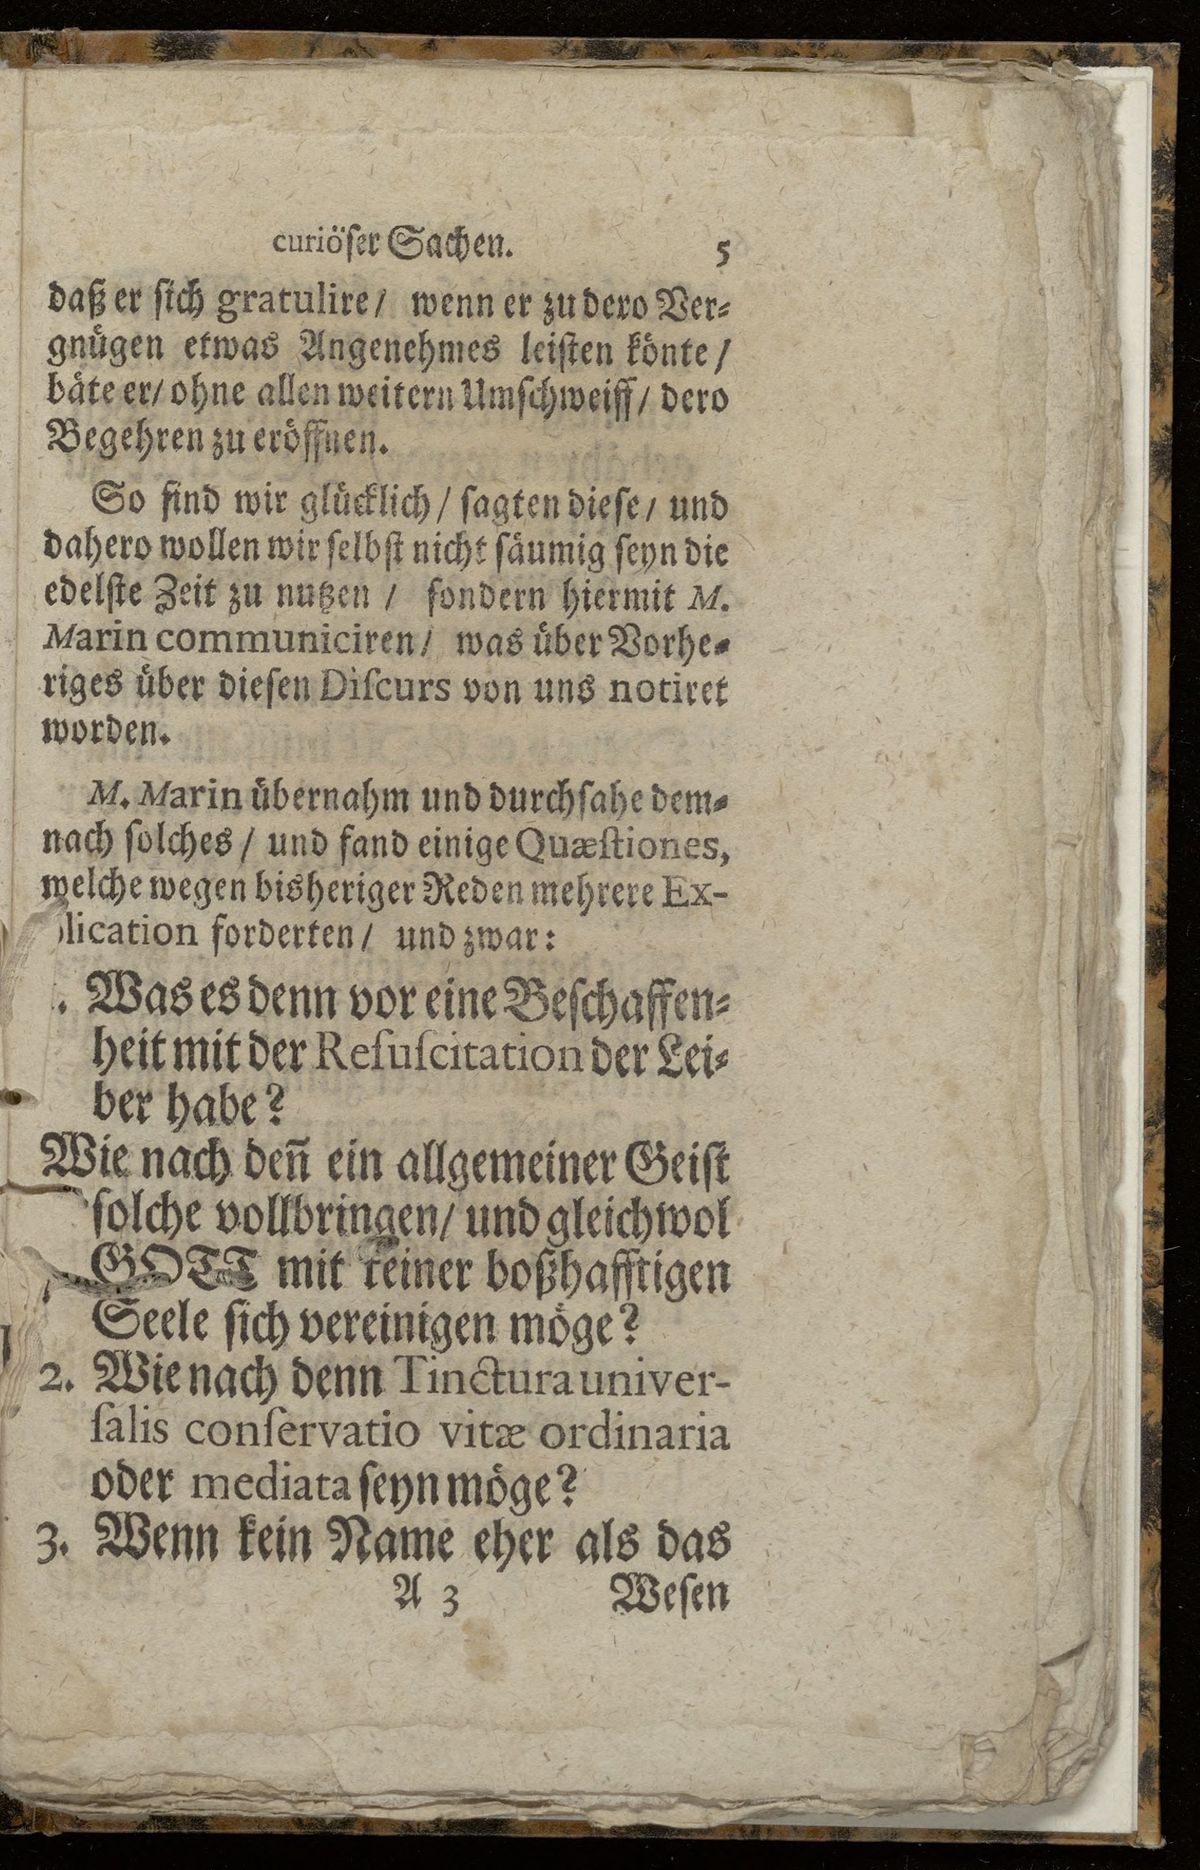 curiöſer Sachen. 5
daß er ſich gratulire/ wenn er zu dero Ver⸗
gnügen etwas Angenehmes leiſten könte/
bäte er/ ohne allen weitern Umſchweiff/ dero
Begehren zu eröffnen.
So ſind wir glücklich/ ſagten dieſe/ und
dahero wollen wir ſelbſt nicht ſäumig ſeyn die
edelſte Zeit zu nutzen / ſondern hiermit M.
Marin communiciren/ was über Vorhe⸗
riges über dieſen Diſcurs von uns notiret
worden.
M. Marin übernahm und durchſahe dem⸗
nach ſolches/ und fand einige Quæſtiones,
welche wegen bisheriger Reden mehrere Ex-
lication forderten/ und zwar:
. Was es denn vor eine Beſchaffen⸗
heit mit der Reſuſcitation der Lei⸗
ber habe?
Wie nach deñ ein allgemeiner Geiſt
ſolche vollbringen/ und gleichwol
GOTT mit keiner boßhafftigen
Seele ſich vereinigen möge?
2. Wie nach denn Tinctura univer-
ſalis conſervatio vitæ ordinaria
oder mediata ſeyn möge?
3. Wenn kein Name eher als das
A 3 Weſen